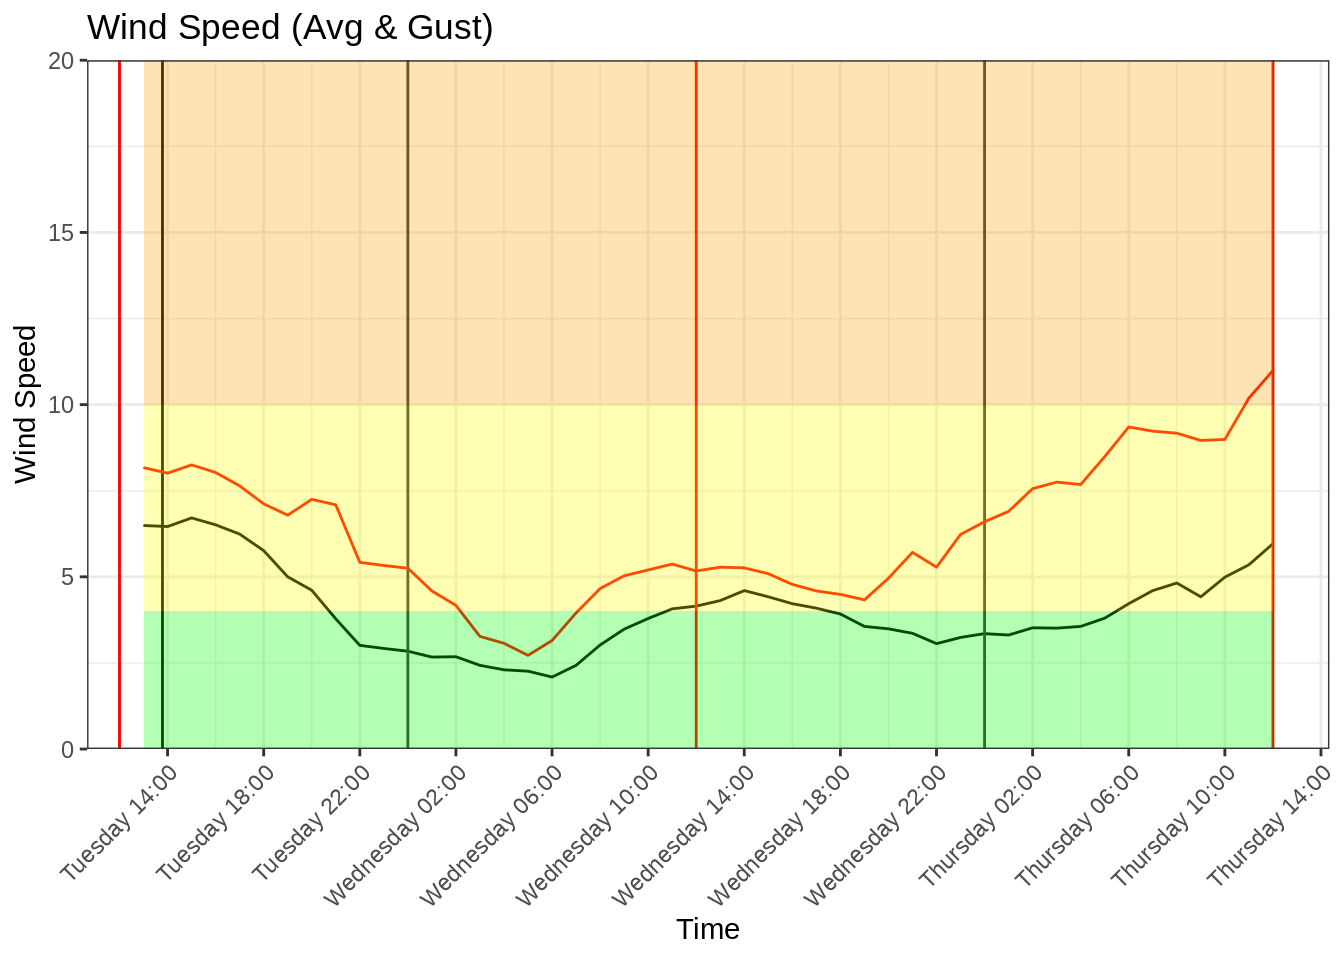 Wind Speed (Avg & Gust)
20
15
10
5
0
Wind Speed
Tuesday 14:00
Tuesday 18:00
Tuesday 22:00
Wednesday 02:00
Wednesday 06:00
Wednesday 10:00
Wednesday 14:00
Wednesday 18:00
Wednesday 22:00
Thursday 02:00
Thursday 06:00
Thursday 10:00
Thursday 14:00
Time